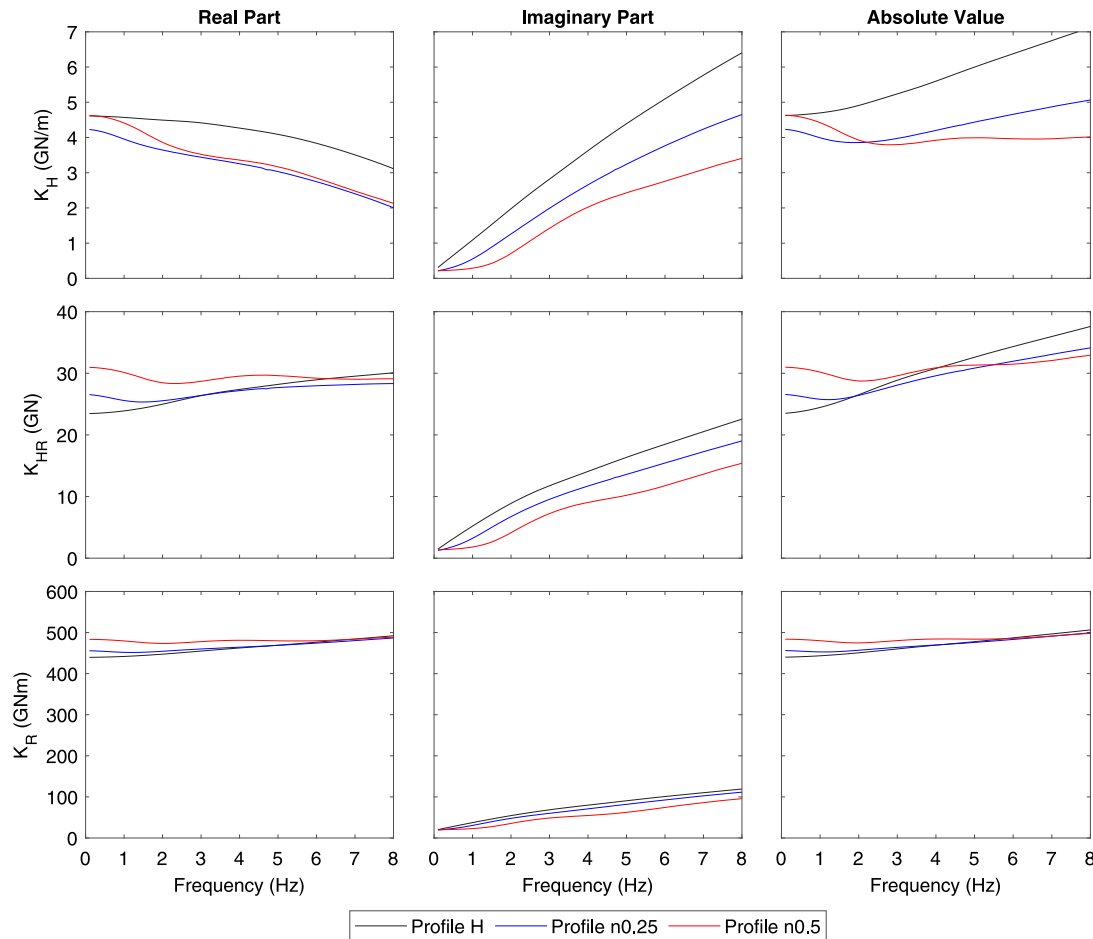 Real Part Imaginary Part Absolute Value
K_H (GN/m)
7
6
5
4
3
2
1
0
K_HR (GN)
40
30
20
10
0
K_R (GNm)
600
500
400
300
200
100
0
0 1 2 3 4 5 6 7 8 0 1 2 3 4 5 6 7 8 0 1 2 3 4 5 6 7 8
Frequency (Hz) Frequency (Hz) Frequency (Hz)
Profile H Profile n0.25 Profile n0.5